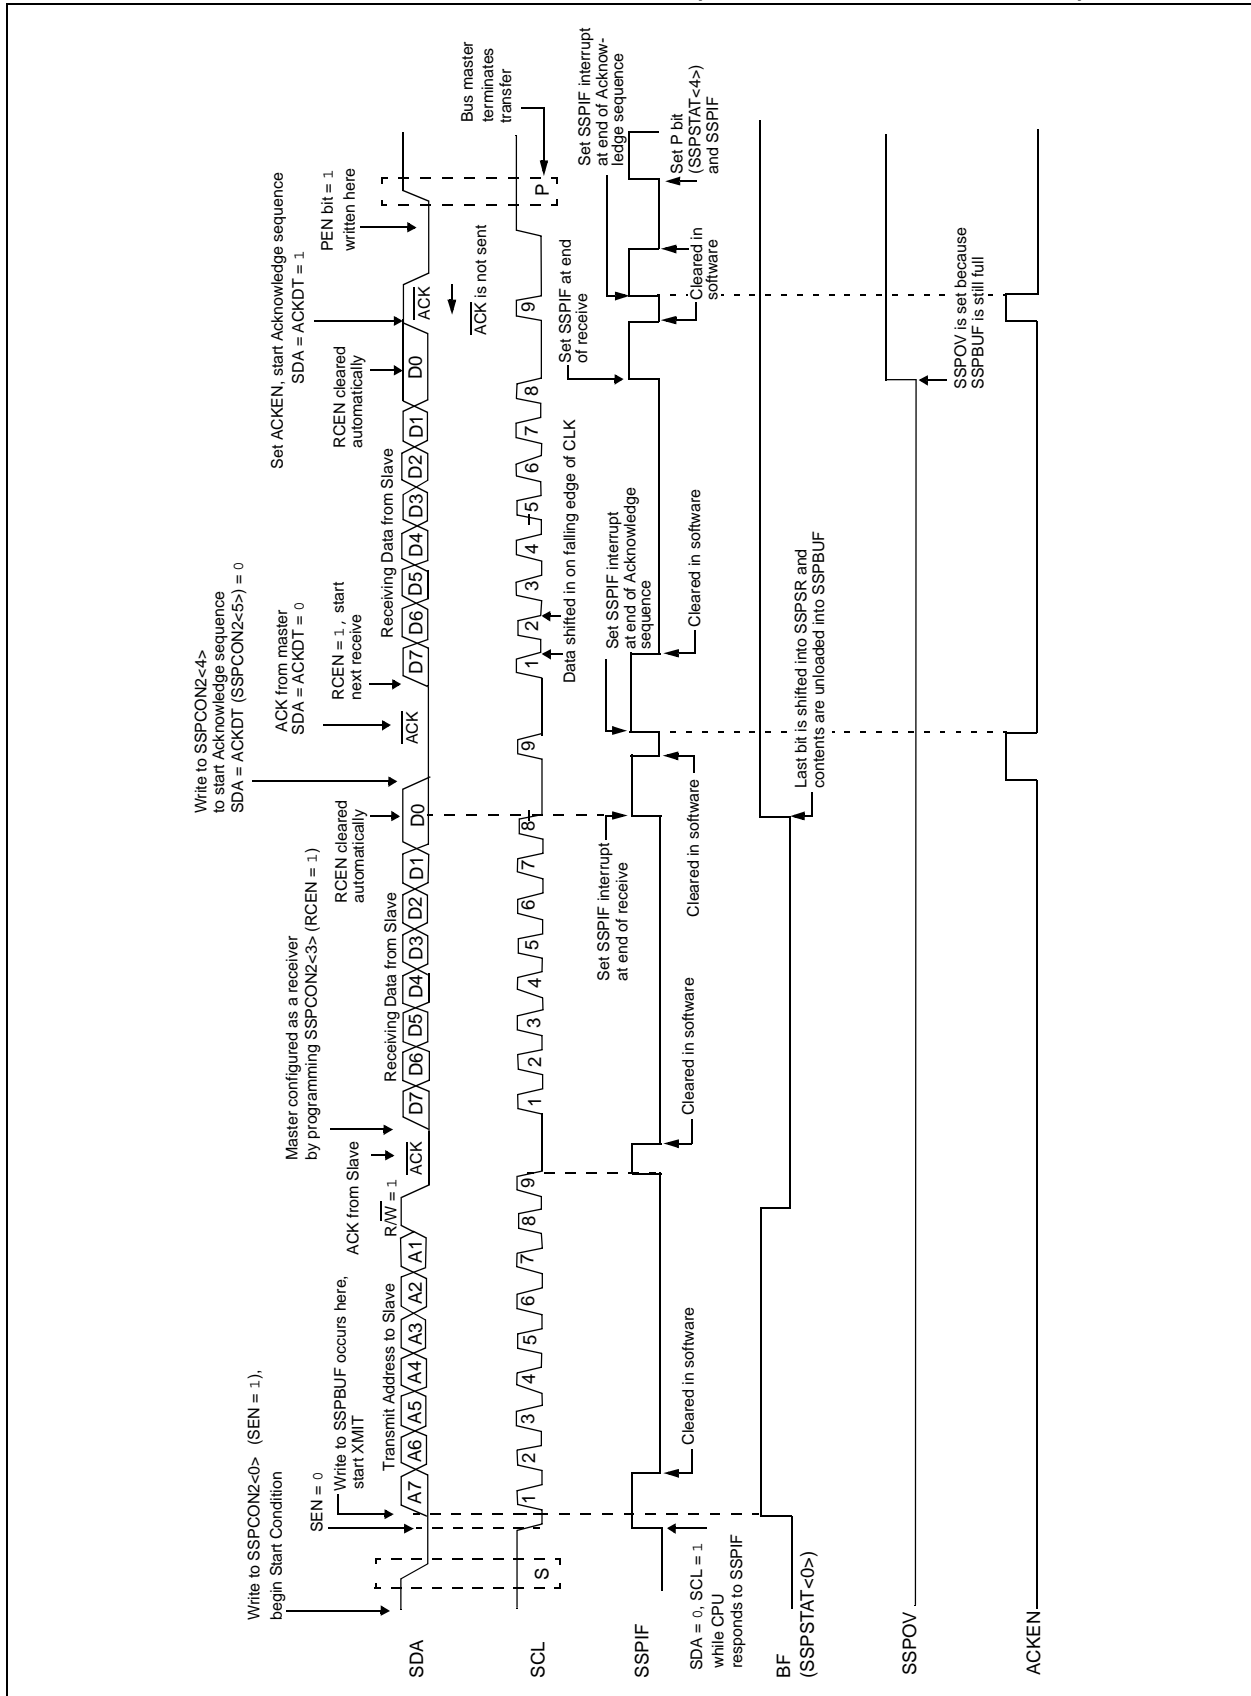 Write to SSPCON2<0> (SEN = 1),
begin Start Condition
SEN = 0
Write to SSPBUF occurs here,
start XMIT
Transmit Address to Slave
R/W = 1
ACK from Slave
Master configured as a receiver
by programming SSPCON2<3> (RCEN = 1)
Receiving Data from Slave
RCEN cleared
automatically
Write to SSPCON2<4>
to start Acknowledge sequence
SDA = ACKDT (SSPCON2<5>) = 0
ACK from master
SDA = ACKDT = 0
RCEN = 1, start
next receive
Receiving Data from Slave
RCEN cleared
automatically
Set ACKEN, start Acknowledge sequence
SDA = ACKDT = 1
PEN bit = 1
written here
SDA
A7 A6 A5 A4 A3 A2 A1
ACK
D7 D6 D5 D4 D3 D2 D1 D0
ACK
D7 D6 D5 D4 D3 D2 D1 D0
ACK
ACK is not sent
Bus master
terminates
transfer
SCL
S
1 2 3 4 5 6 7 8 9
1 2 3 4 5 6 7 8
9
1 2 3 4 5 6 7 8
9
P
Data shifted in on falling edge of CLK
Set SSPIF interrupt
at end of receive
Set SSPIF interrupt
at end of Acknowledge
sequence
Set SSPIF at end
of receive
Set SSPIF interrupt
at end of Acknow-
ledge sequence
SSPIF
SDA = 0, SCL = 1
while CPU
responds to SSPIF
Cleared in software
Cleared in software
Cleared in software
Cleared in software
Cleared in
software
Set P bit
(SSPSTAT<4>)
and SSPIF
BF
(SSPSTAT<0>)
Last bit is shifted into SSPSR and
contents are unloaded into SSPBUF
SSPOV
SSPOV is set because
SSPBUF is still full
ACKEN